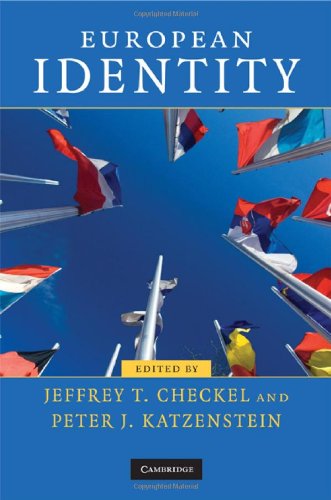 EUROPEAN
IDENTITY
EDITED BY
JEFFREY T. CHECKEL AND
PETER J. KATZENSTEIN
CAMBRIDGE